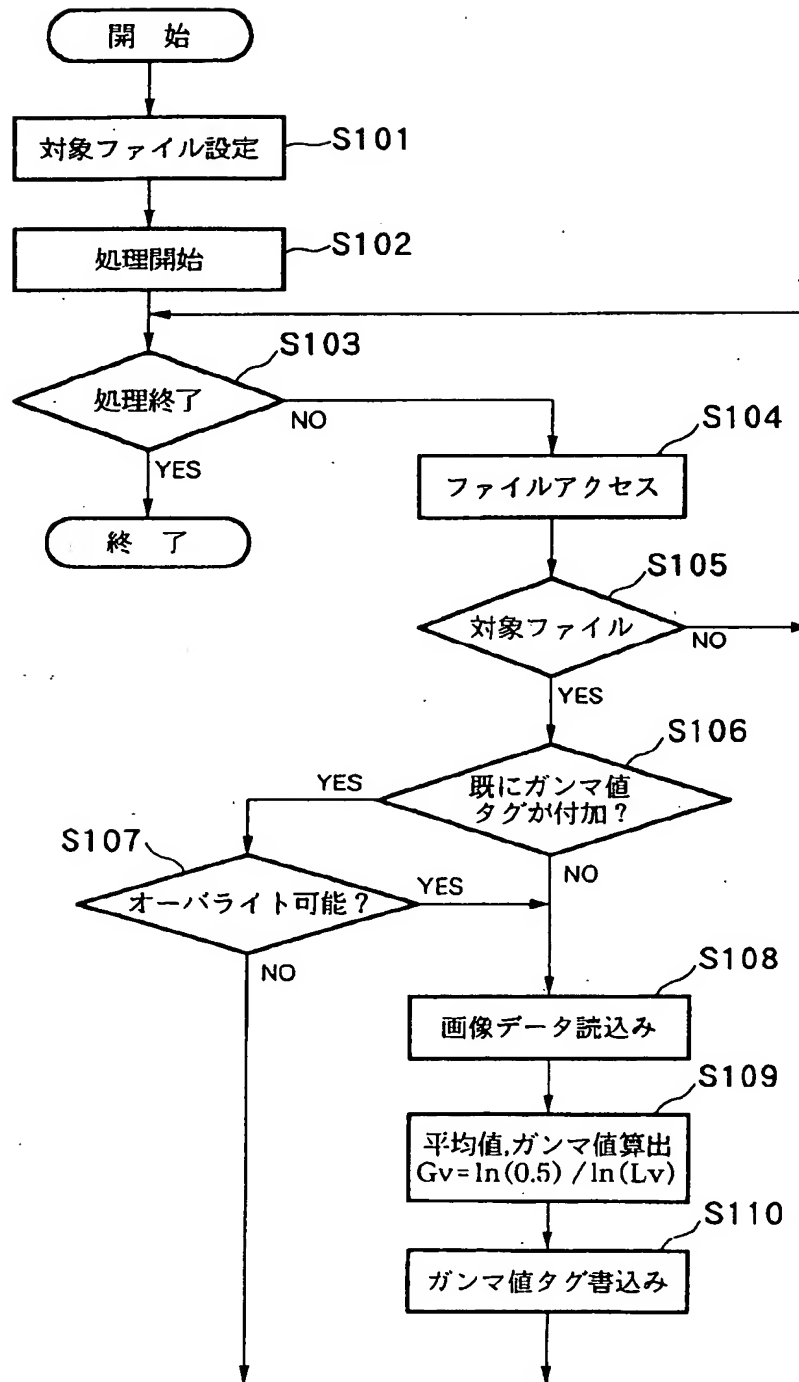 開 始
対象ファイル設定
S101
処理開始
S102
S103
処理終了
NO
YES
終 了
S104
ファイルアクセス
S105
対象ファイル
NO
YES
S106
既にガンマ値
タグが付加?
YES
NO
S107
オーバライト可能?
YES
NO
S108
画像データ読込み
S109
平均値,ガンマ値算出
Gv=ln(0.5)/ln(Lv)
S110
ガンマ値タグ書込み